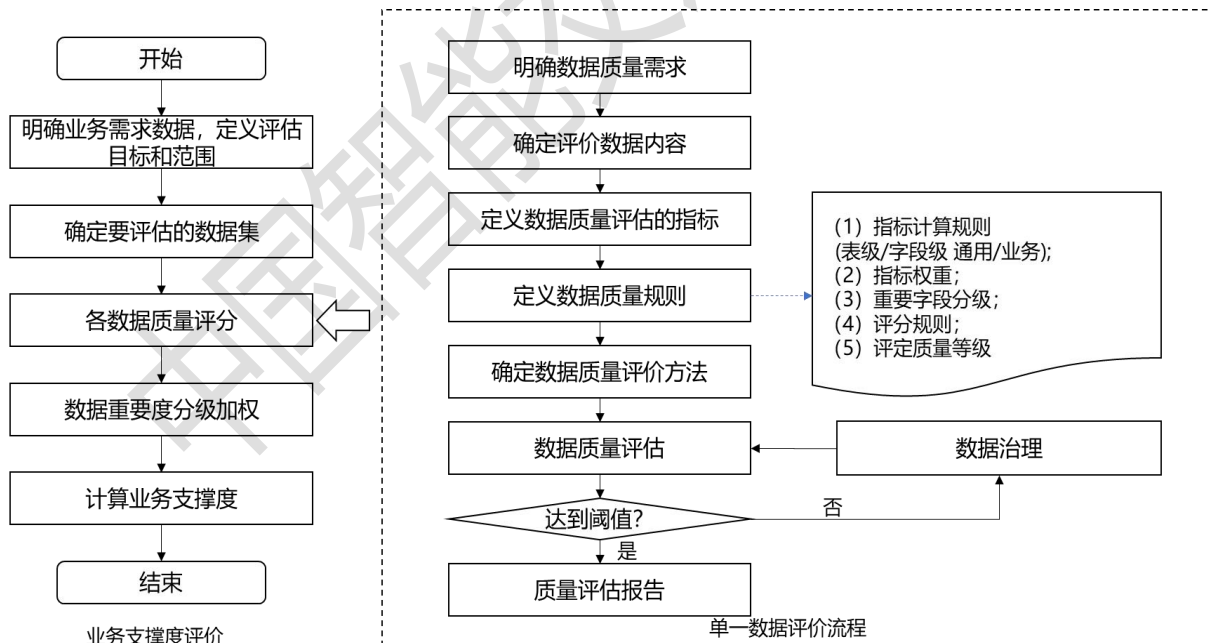 开始
明确业务需求数据，定义评估
目标和范围
确定要评估的数据集
各数据质量评分
数据重要度分级加权
计算业务支撑度
结束
业务支撑度评价
明确数据质量需求
确定评价数据内容
定义数据质量评估的指标
定义数据质量规则
确定数据质量评价方法
数据质量评估
达到阈值？
是
否
质量评估报告
数据治理
（1）指标计算规则
(表级/字段级 通用/业务);
（2）指标权重；
（3）重要字段分级；
（4）评分规则；
（5）评定质量等级
单一数据评价流程
中国智能交